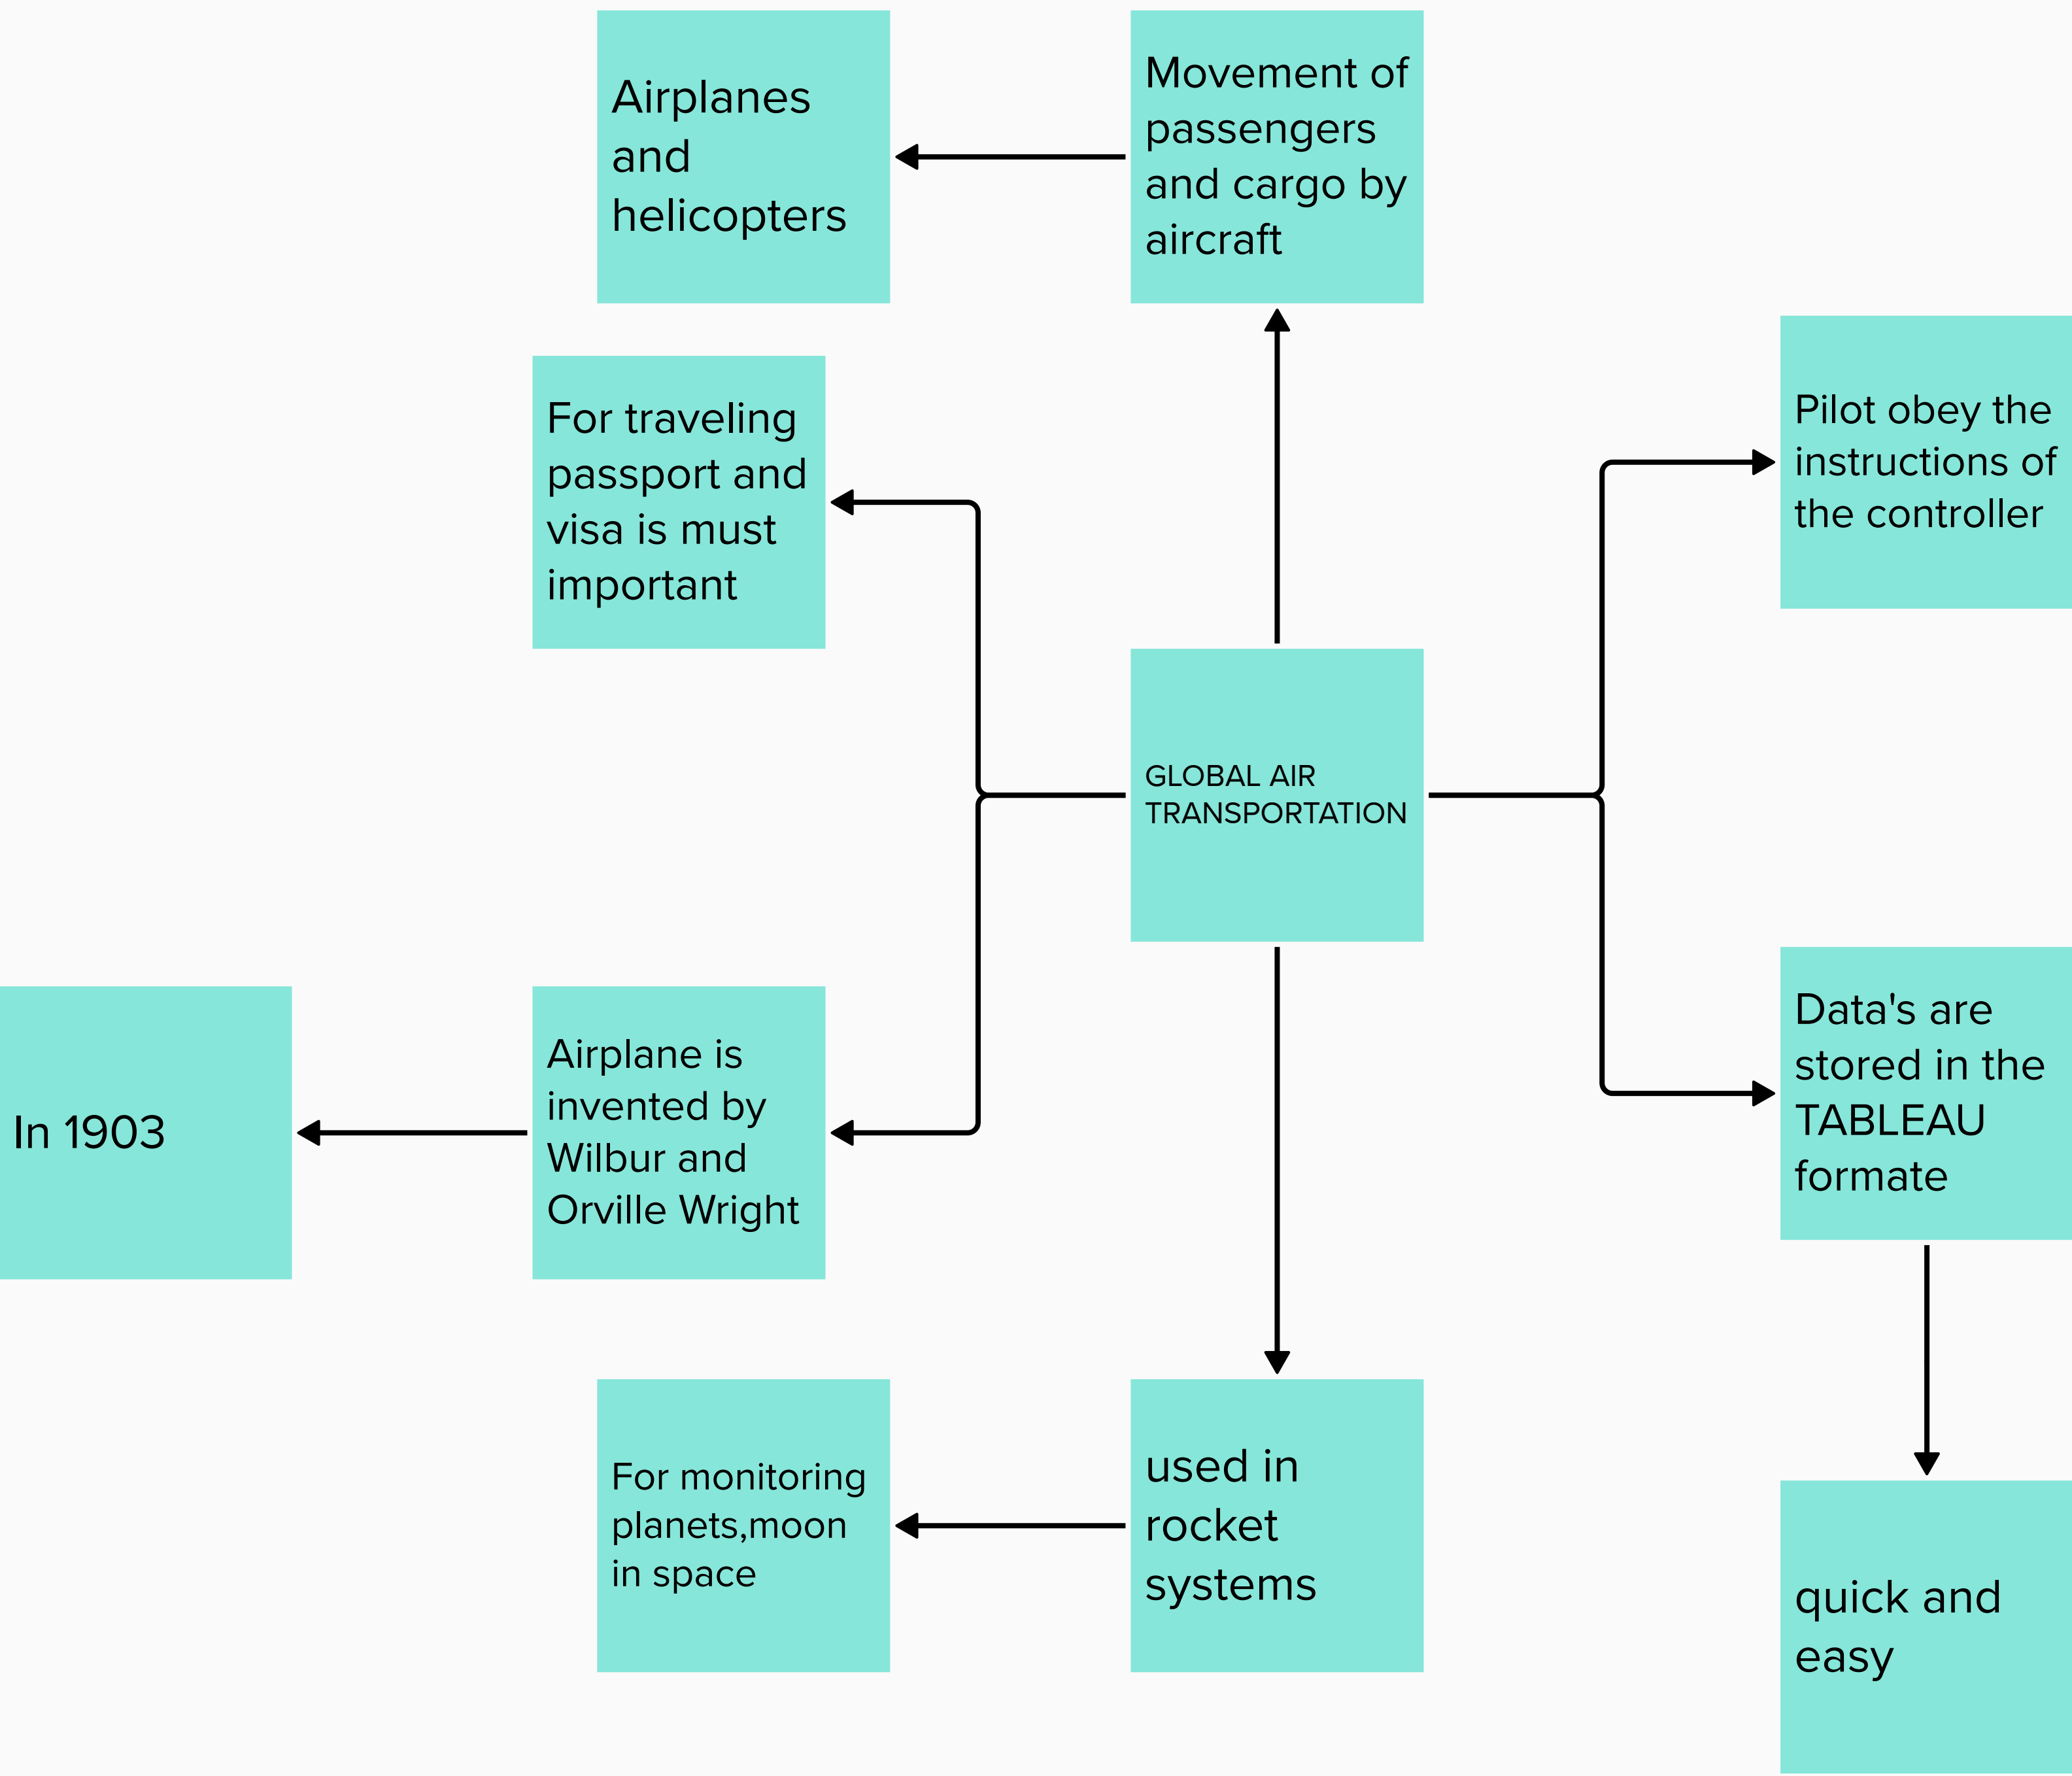 Airplanes
and
helicopters
Movement of
passengers
and cargo by
aircraft
For traveling
passport and
visa is must
important
Pilot obey the
instructions of
the controller
GLOBAL AIR
TRANSPORTATION
In 1903
Airplane is
invented by
Wilbur and
Orville Wright
Data's are
stored in the
TABLEAU
formate
For monitoring
planets,moon
in space
used in
rocket
systems
quick and
easy